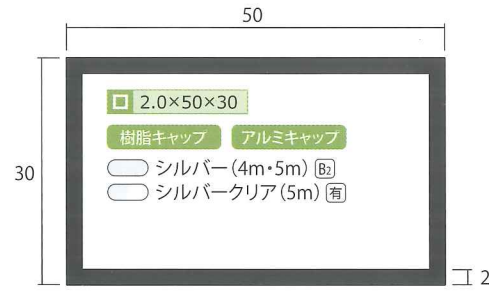 50
30
2.0×50×30
樹脂キャップ アルミキャップ
シルバー(4m・5m) B2
シルバークリア(5m) 有
2